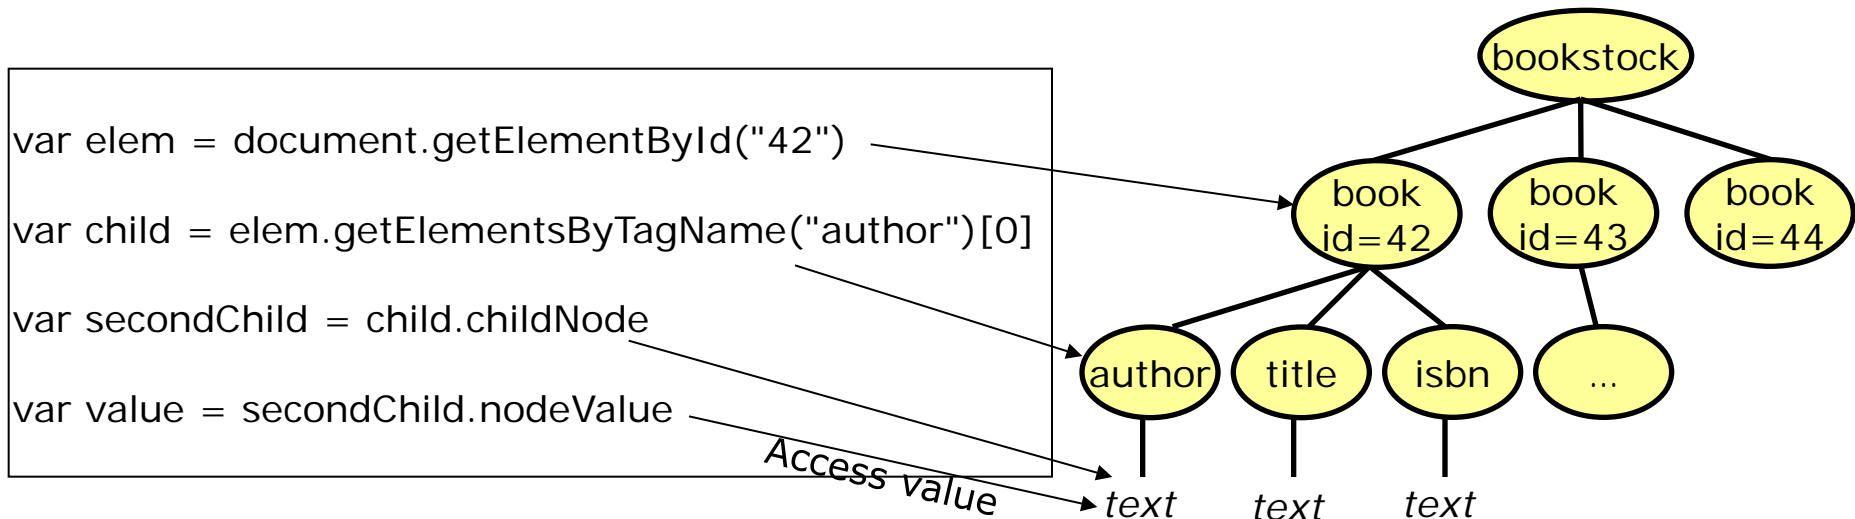 var elem = document.getElementById("42")
var child = elem.getElementsByTagName("author")[0]
var secondChild = child.childNode
var value = secondChild.nodeValue
Access value
bookstock
book
id=42
book
id=43
book
id=44
author
title
isbn
...
text
text
text